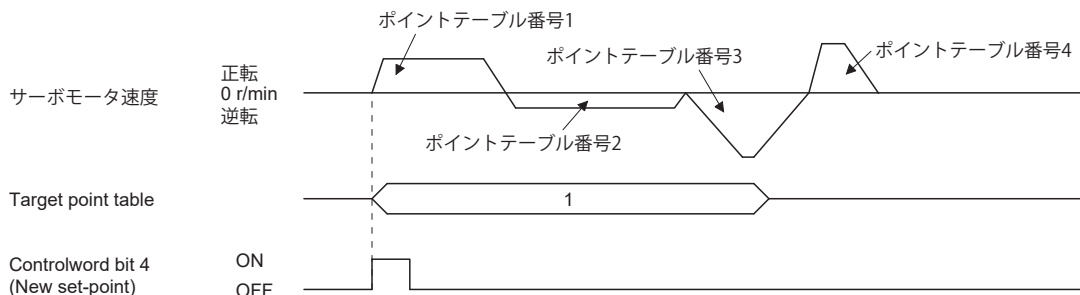 ポイントテーブル番号1
ポイントテーブル番号3
ポイントテーブル番号4
サーボモータ速度
正転
0 r/min
逆転
ポイントテーブル番号2
Target point table
1
Controlword bit 4
(New set-point)
ON
OFF